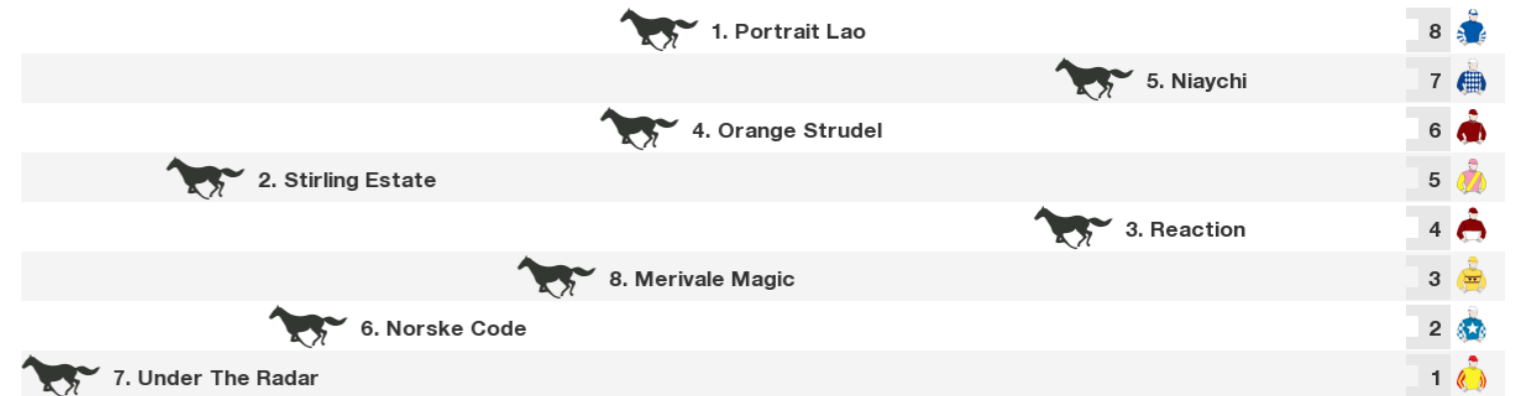 1. Portrait Lao 8
5. Niaychi 7
4. Orange Strudel 6
2. Stirling Estate 5
3. Reaction 4
8. Merivale Magic 3
6. Norske Code 2
7. Under The Radar 1